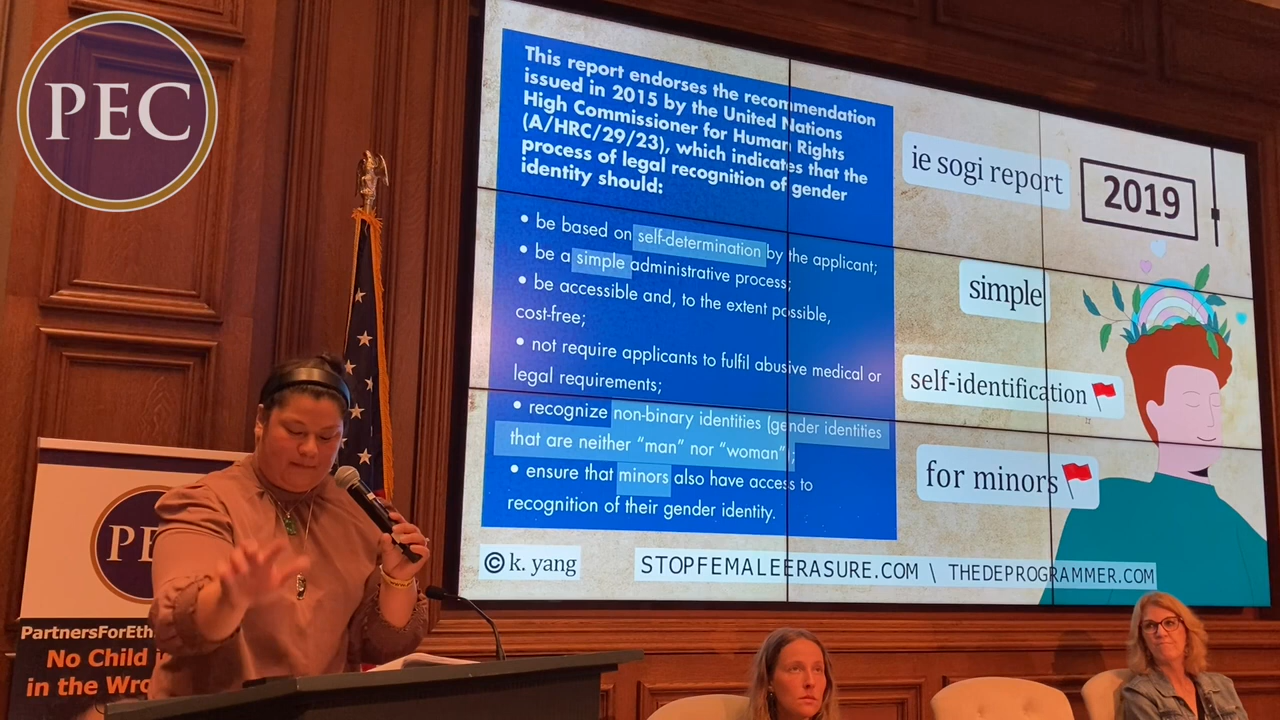 PEC
This report endorses the recommendation
issued in 2015 by the United Nations
High Commissioner for Human Rights
(A/HRC/29/23), which indicates that the
process of legal recognition of gender
identity should:
• be based on self-determination by the applicant;
• be a simple administrative process;
• be accessible and, to the extent possible,
cost-free;
• not require applicants to fulfil abusive medical or
legal requirements;
• recognize non-binary identities (gender identities
that are neither “man” nor “woman”);
• ensure that minors also have access to
recognition of their gender identity.
ie sogi report
2019
simple
self-identification
for minors
© k. yang
STOPFEMALEERASURE.COM \ THEDEPROGRAMMER.COM
PE
PartnersForEth
No Child i
in the Wro